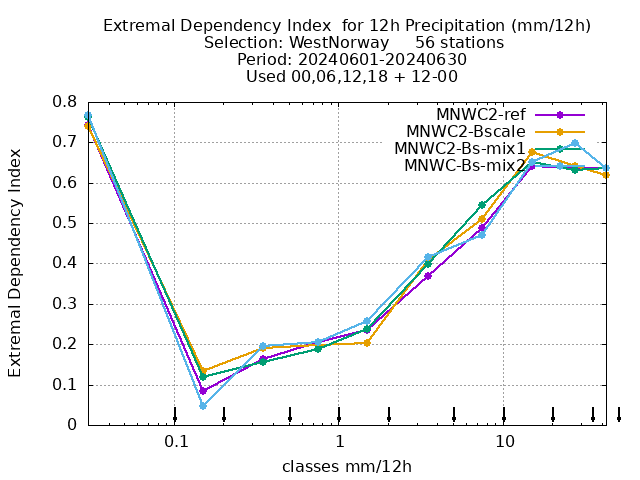 Extremal Dependency Index  for 12h Precipitation (mm/12h)
Selection: WestNorway     56 stations
Period: 20240601-20240630
Used 00,06,12,18 + 12-00
MNWC2-ref
MNWC2-Bscale
MNWC2-Bs-mix1
MNWC-Bs-mix2
Extremal Dependency Index
0.8
0.7
0.6
0.5
0.4
0.3
0.2
0.1
0
0.1 1 10
classes mm/12h